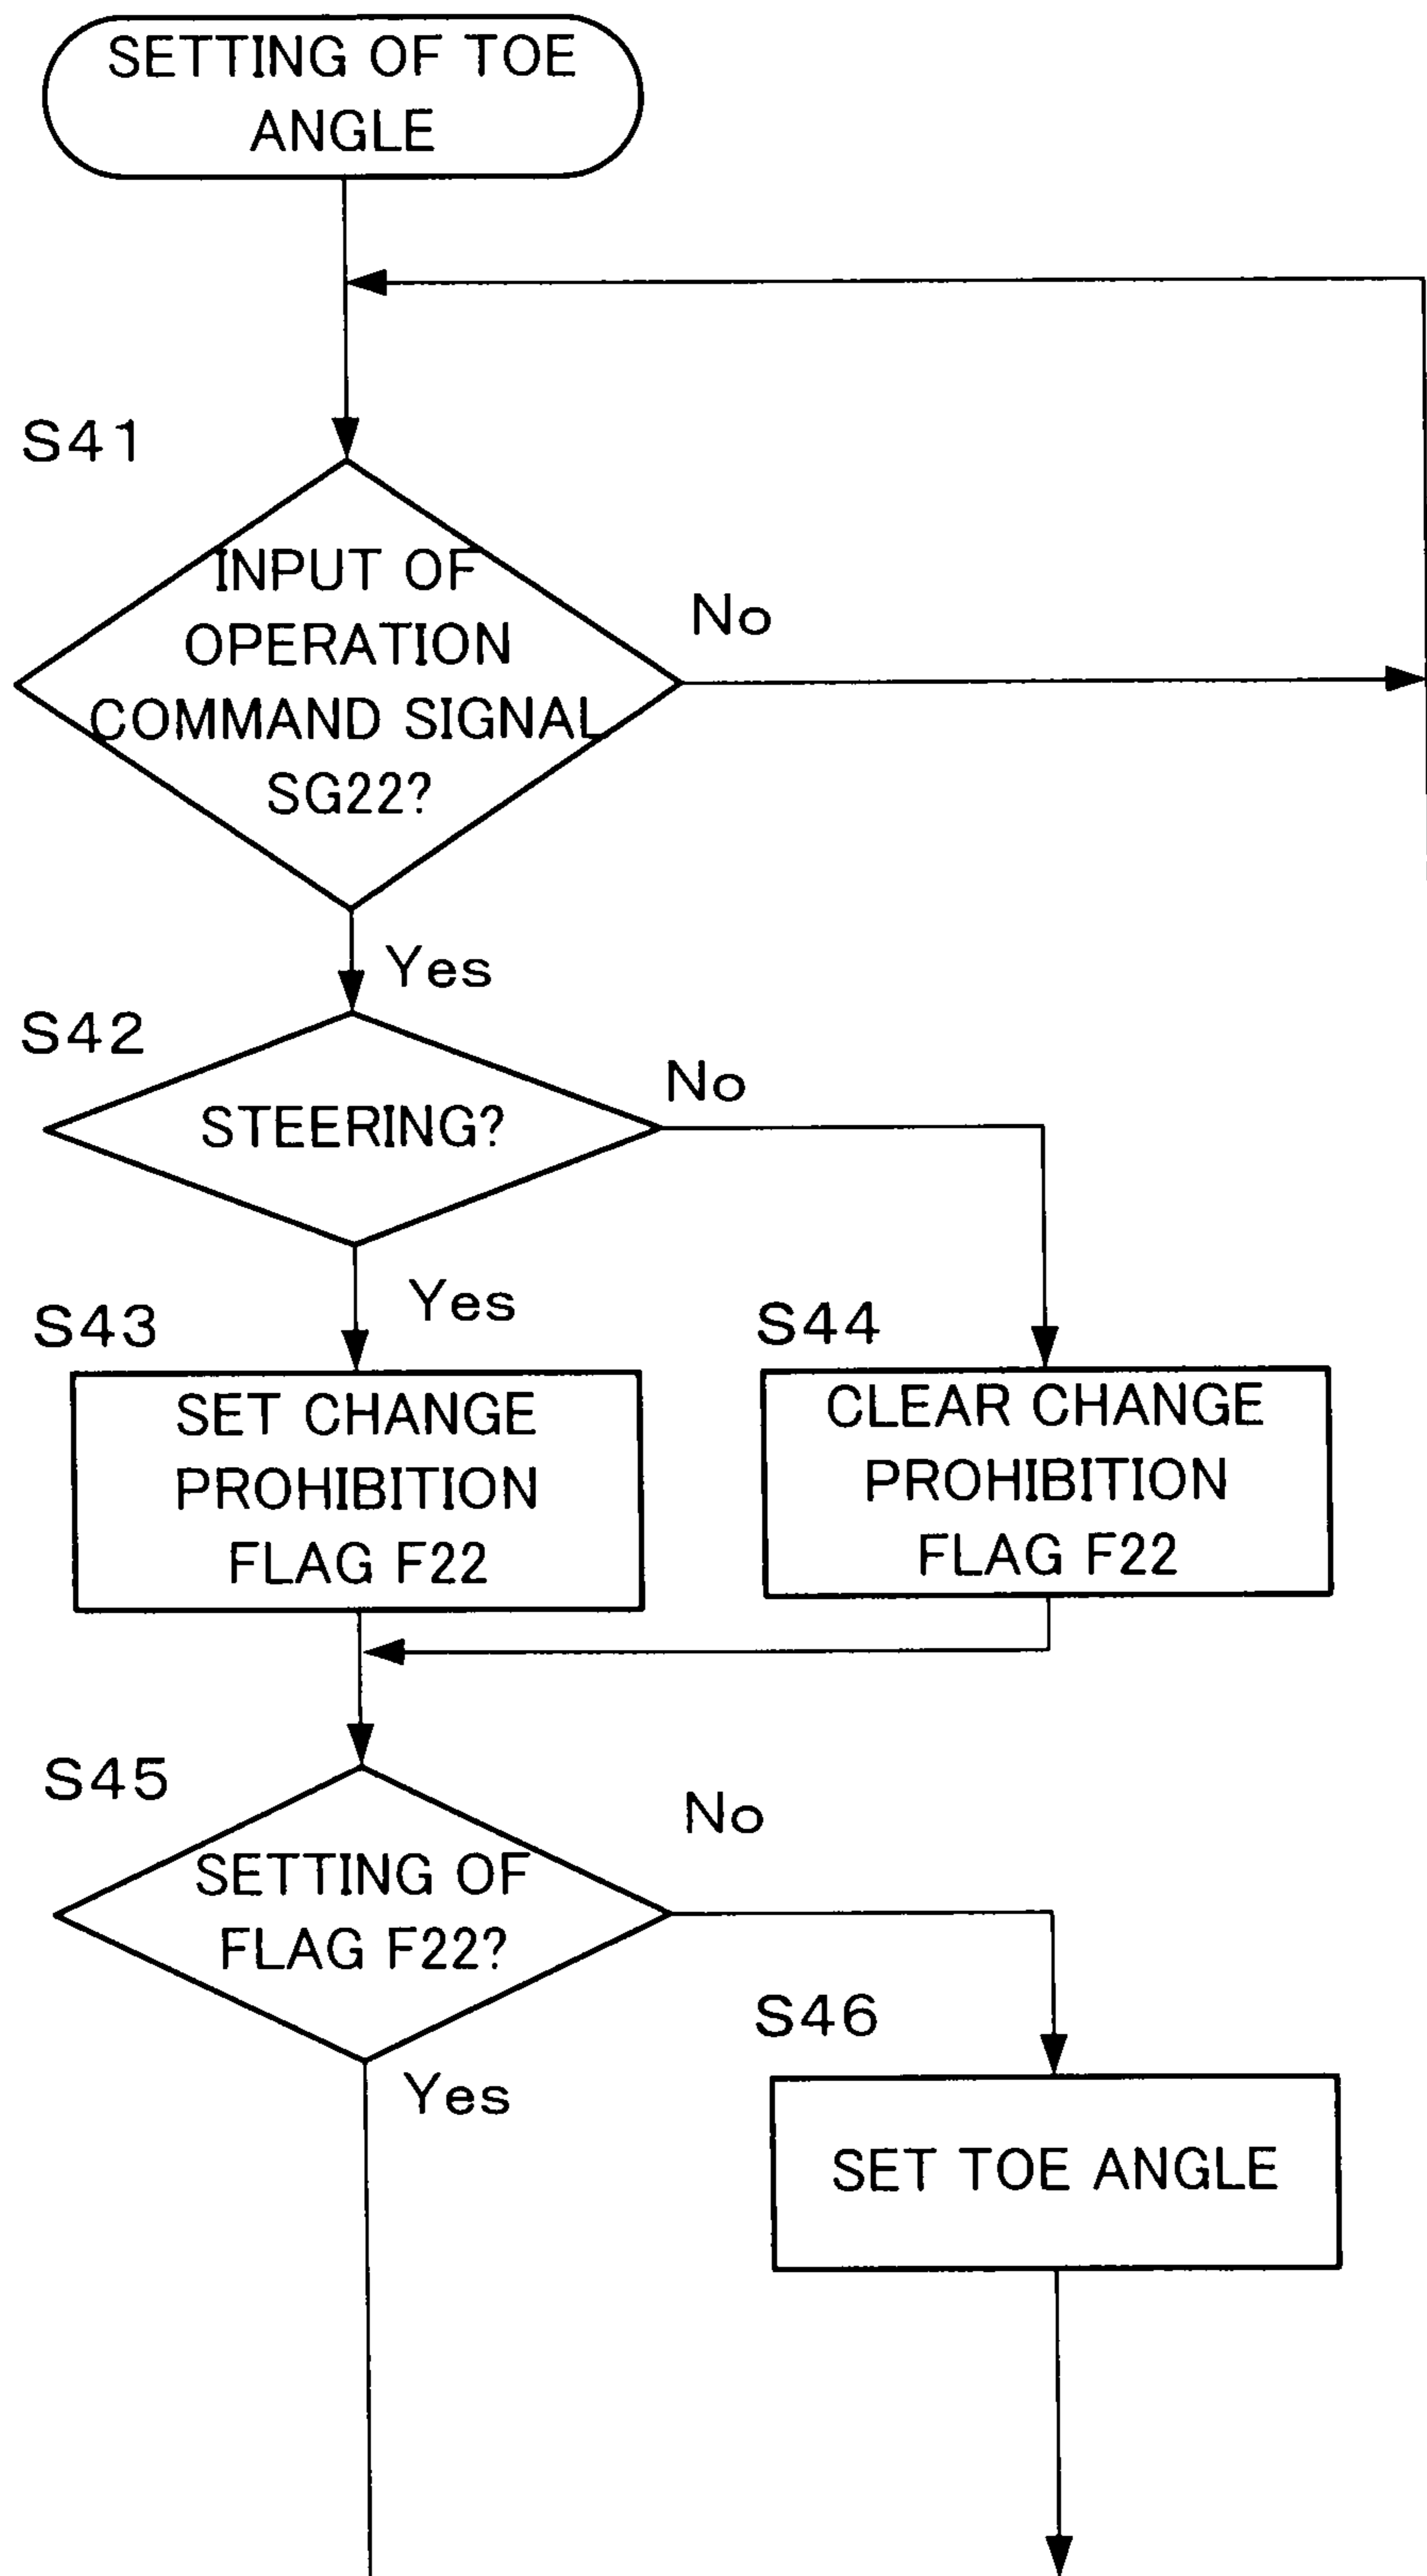 SETTING OF TOE
ANGLE
S41
INPUT OF
OPERATION
COMMAND SIGNAL
SG22?
No
Yes
S42
STEERING?
No
Yes
S43
SET CHANGE
PROHIBITION
FLAG F22
S44
CLEAR CHANGE
PROHIBITION
FLAG F22
S45
SETTING OF
FLAG F22?
No
Yes
S46
SET TOE ANGLE